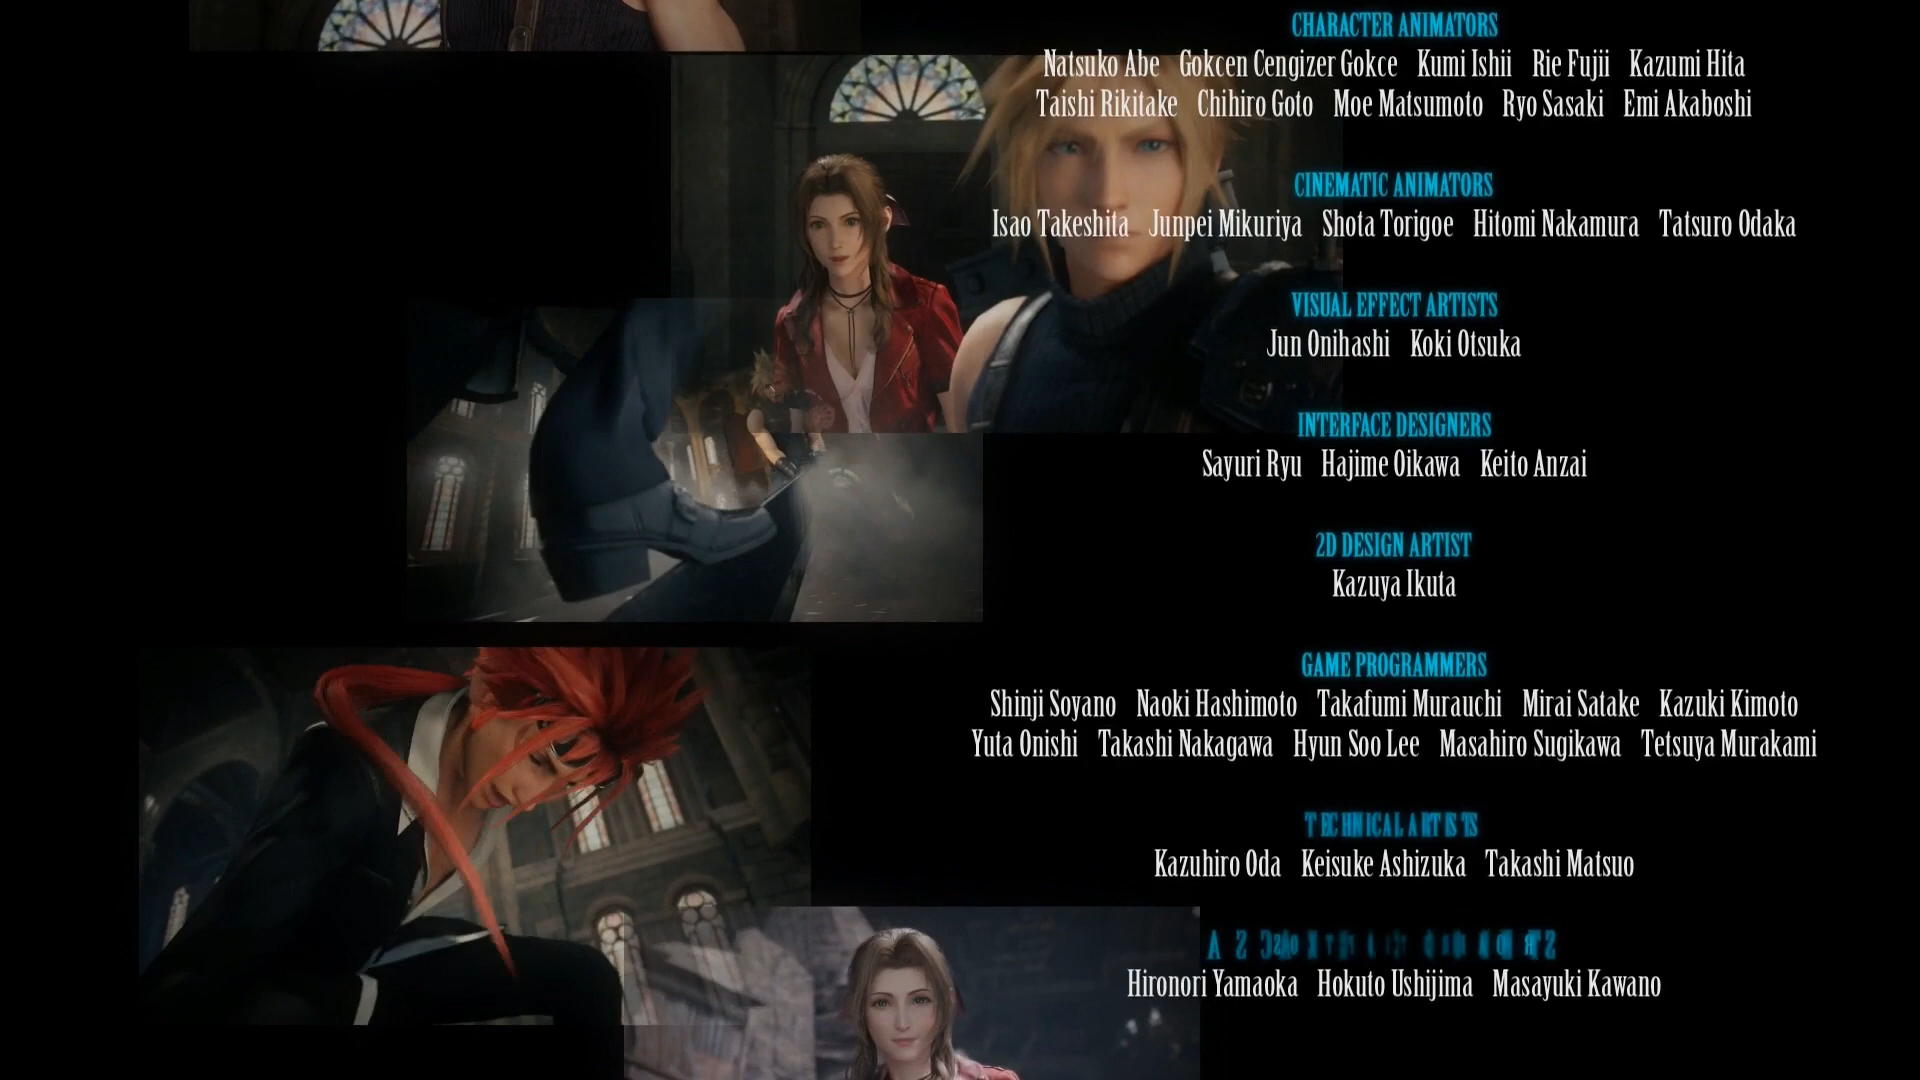 CHARACTER ANIMATORS
Natsuko Abe Gokcen Cengizer Gokce Kumi Ishii Rie Fujii Kazumi Hita
Taishi Rikitake Chihiro Goto Moe Matsumoto Ryo Sasaki Emi Akaboshi
CINEMATIC ANIMATORS
Isao Takeshita Junpei Mikuriya Shota Torigoe Hitomi Nakamura Tatsuro Odaka
VISUAL EFFECT ARTISTS
Jun Onihashi Koki Otsuka
INTERFACE DESIGNERS
Sayuri Ryu Hajime Oikawa Keito Anzai
2D DESIGN ARTIST
Kazuya Ikuta
GAME PROGRAMMERS
Shinji Soyano Naoki Hashimoto Takafumi Murauchi Mirai Satake Kazuki Kimoto
Yuta Onishi Takashi Nakagawa Hyun Soo Lee Masahiro Sugikawa Tetsuya Murakami
TECHNICAL ARTISTS
Kazuhiro Oda Keisuke Ashizuka Takashi Matsuo
Hironori Yamaoka Hokuto Ushijima Masayuki Kawano